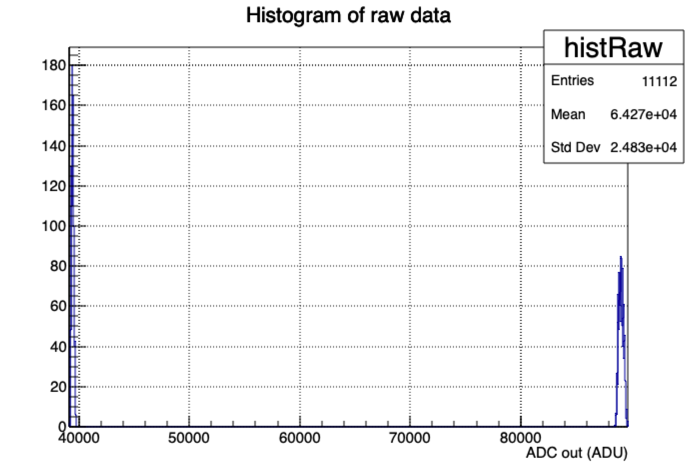 Histogram of raw data
histRaw
Entries 11112
Mean 6.427e+04
Std Dev 2.483e+04
180
160
140
120
100
80
60
40
20
0
40000 50000 60000 70000 80000
ADC out (ADU)